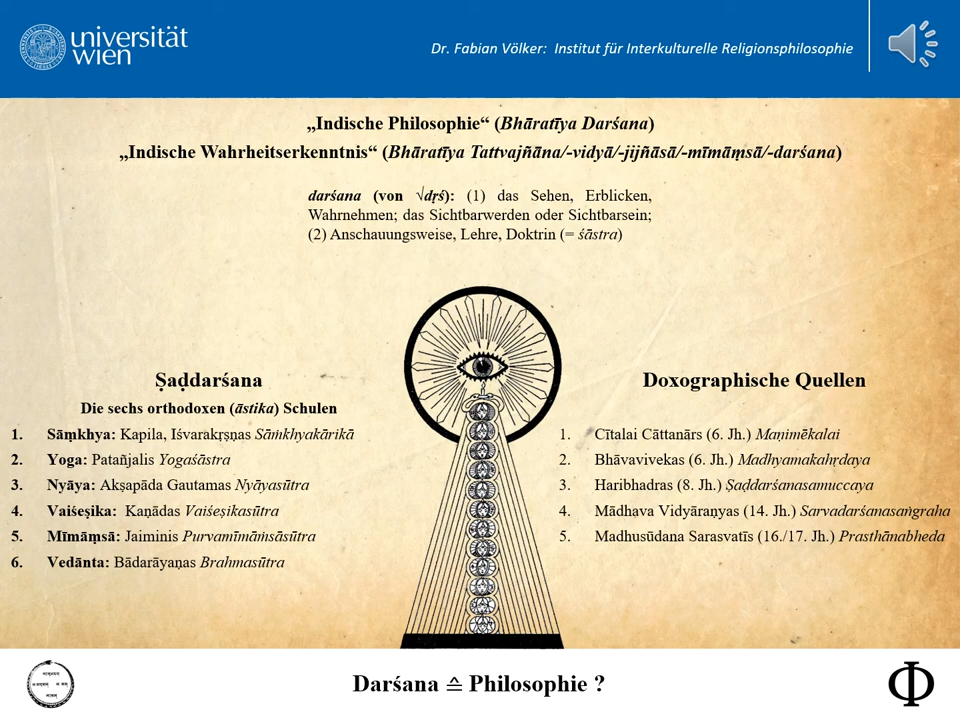 universität
wien
Dr. Fabian Völker: Institut für Interkulturelle Religionsphilosophie
„Indische Philosophie“ (Bhāratīya Darśana)
„Indische Wahrheitserkenntnis“ (Bhāratīya Tattvajñāna/-vidyā/-jijñāsā/-mīmāṃsā/-darśana)
darśana (von √dṛś): (1) das Sehen, Erblicken,
Wahrnehmen; das Sichtbarwerden oder Sichtbarsein;
(2) Anschauungsweise, Lehre, Doktrin (= śāstra)
Ṣaḍdarśana
Die sechs orthodoxen (āstika) Schulen
1. Sāṃkhya: Kapila, Iśvarakṛṣṇas Sāṁkhyakārikā
2. Yoga: Patañjalis Yogaśāstra
3. Nyāya: Akṣapāda Gautamas Nyāyasūtra
4. Vaiśeṣika: Kaṇādas Vaiśeṣikasūtra
5. Mīmāṃsā: Jaiminis Purvamīmāṁsāsūtra
6. Vedānta: Bādarāyaṇas Brahmasūtra
Doxographische Quellen
1. Cītalai Cāttanārs (6. Jh.) Maṇimēkalai
2. Bhāvavivekas (6. Jh.) Madhyamakahṛdaya
3. Haribhadras (8. Jh.) Ṣaḍdarśanasamuccaya
4. Mādhava Vidyāraṇyas (14. Jh.) Sarvadarśanasaṅgraha
5. Madhusūdana Sarasvatīs (16./17. Jh.) Prasthānabheda
Darśana ≙ Philosophie ?
Φ